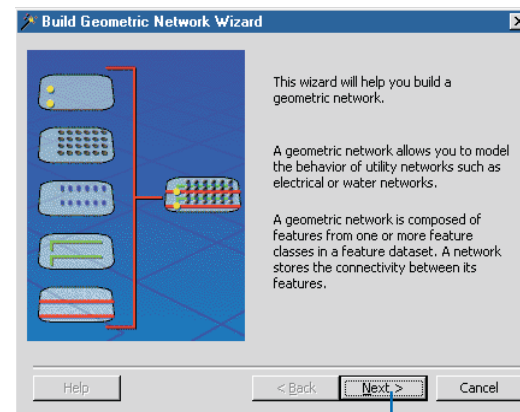 Build Geometric Network Wizard
This wizard will help you build a
geometric network.
A geometric network allows you to model
the behavior of utility networks such as
electrical or water networks.
A geometric network is composed of
features from one or more feature
classes in a feature dataset. A network
stores the connectivity between its
features.
Help
< Back
Next >
Cancel